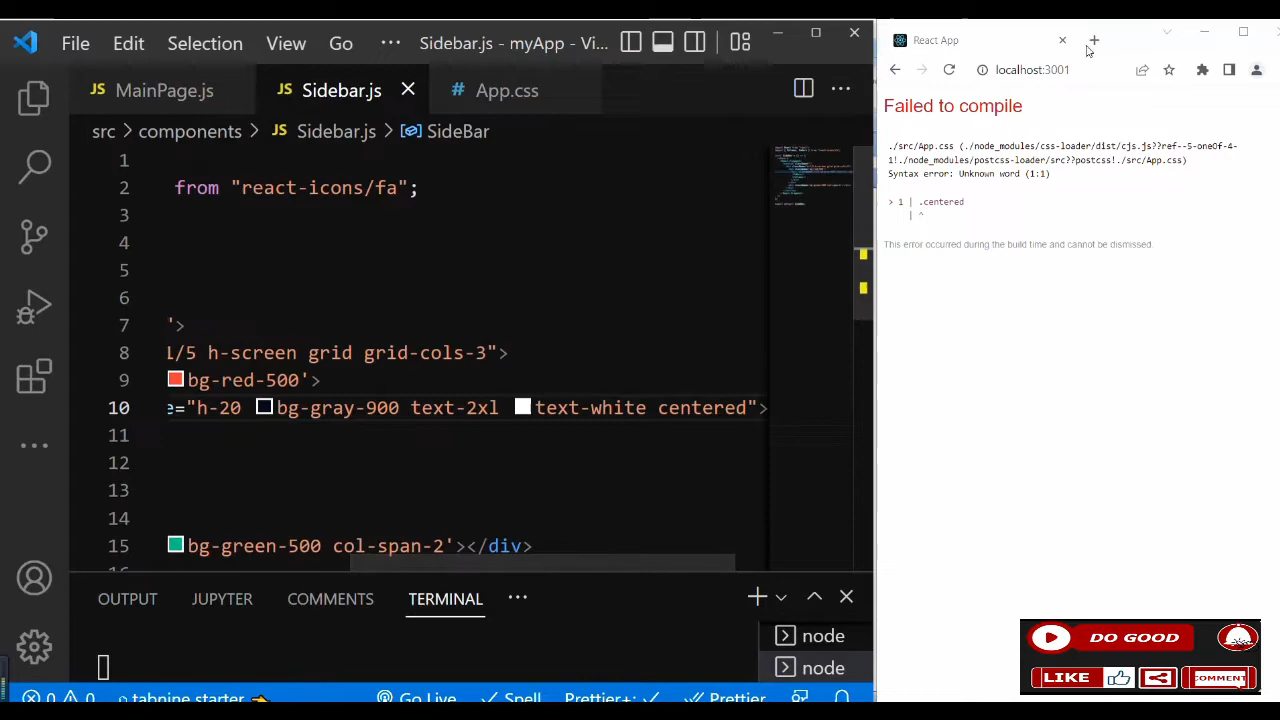 File Edit Selection View Go ... Sidebar.js - myApp - Vi...
JS MainPage.js JS Sidebar.js # App.css ...
src > components > JS Sidebar.js > SideBar
1
2 from "react-icons/fa";
3
4
5
6
7 '>
8 1/5 h-screen grid grid-cols-3">
9 bg-red-500'>
10 e="h-20 bg-gray-900 text-2xl text-white centered">
11
12
13
14
15 bg-green-500 col-span-2'></div>
OUTPUT JUPYTER COMMENTS TERMINAL ...
node
node
0 0 tabnine starter Go Live Spell Prettier+: Prettier
React App
localhost:3001
Failed to compile
./src/App.css (./node_modules/css-loader/dist/cjs.js??ref--5-oneOf-4-
1!./node_modules/postcss-loader/src??postcss!./src/App.css)
Syntax error: Unknown word (1:1)
> 1 | .centered
| ^
This error occurred during the build time and cannot be dismissed.
DO GOOD
LIKE COMMENT